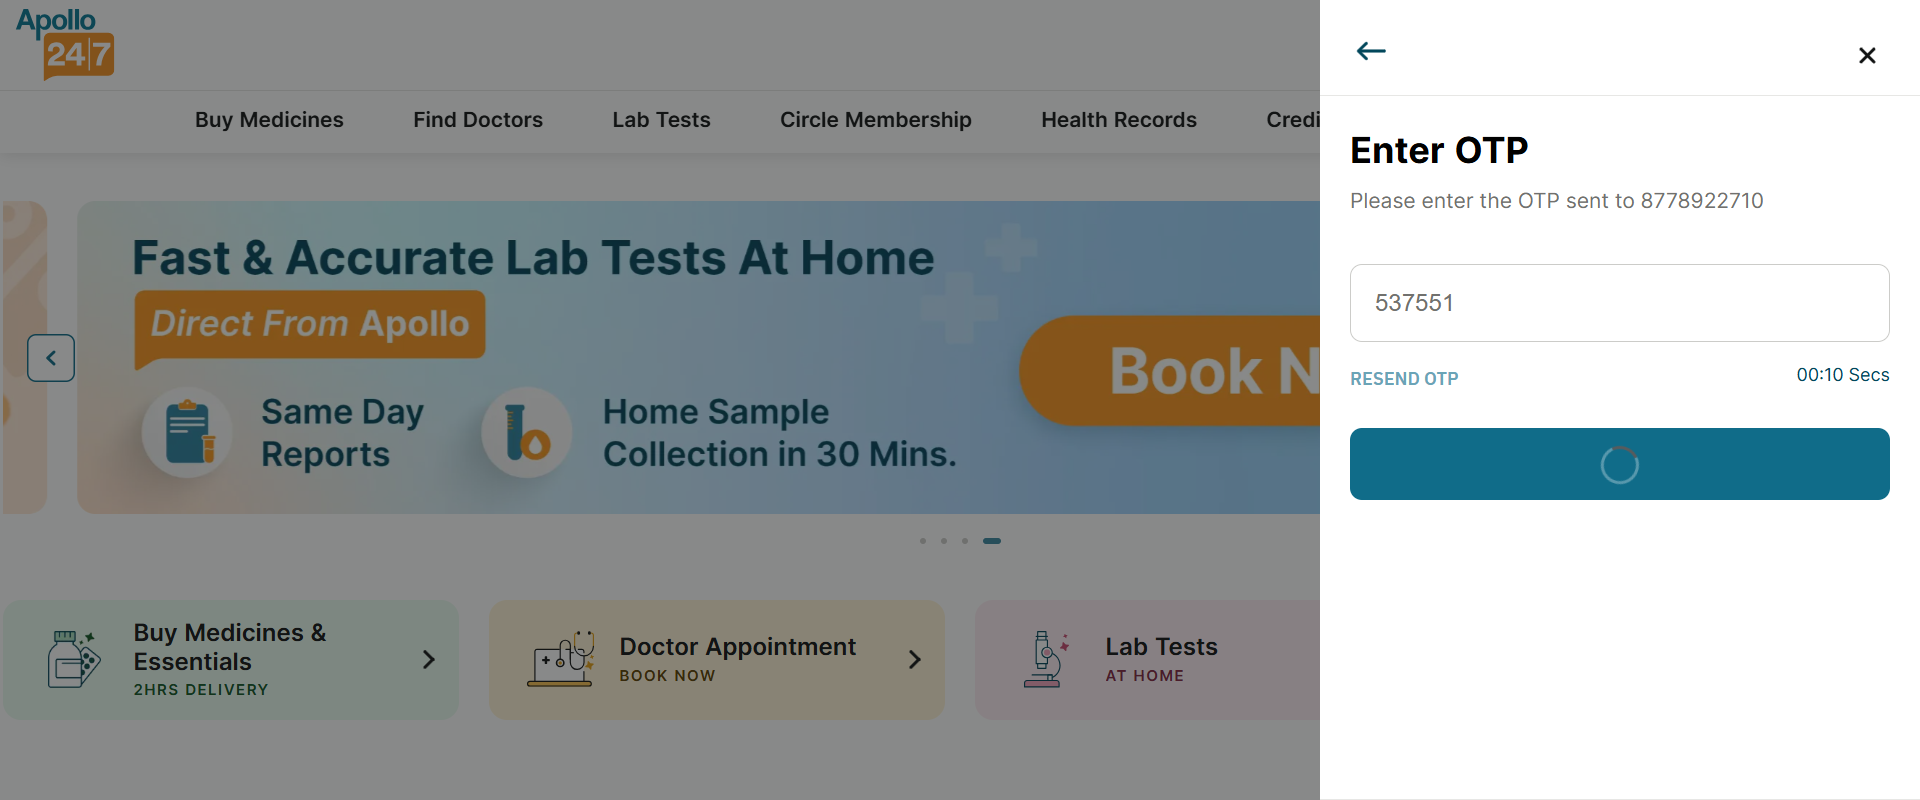 Apollo
24|7
Buy Medicines
Find Doctors
Lab Tests
Circle Membership
Health Records
Credi
Fast & Accurate Lab Tests At Home
Direct From Apollo
Same Day
Reports
Home Sample
Collection in 30 Mins.
Book N
Buy Medicines &
Essentials
2HRS DELIVERY
Doctor Appointment
BOOK NOW
Lab Tests
AT HOME
Enter OTP
Please enter the OTP sent to 8778922710
537551
RESEND OTP
00:10 Secs